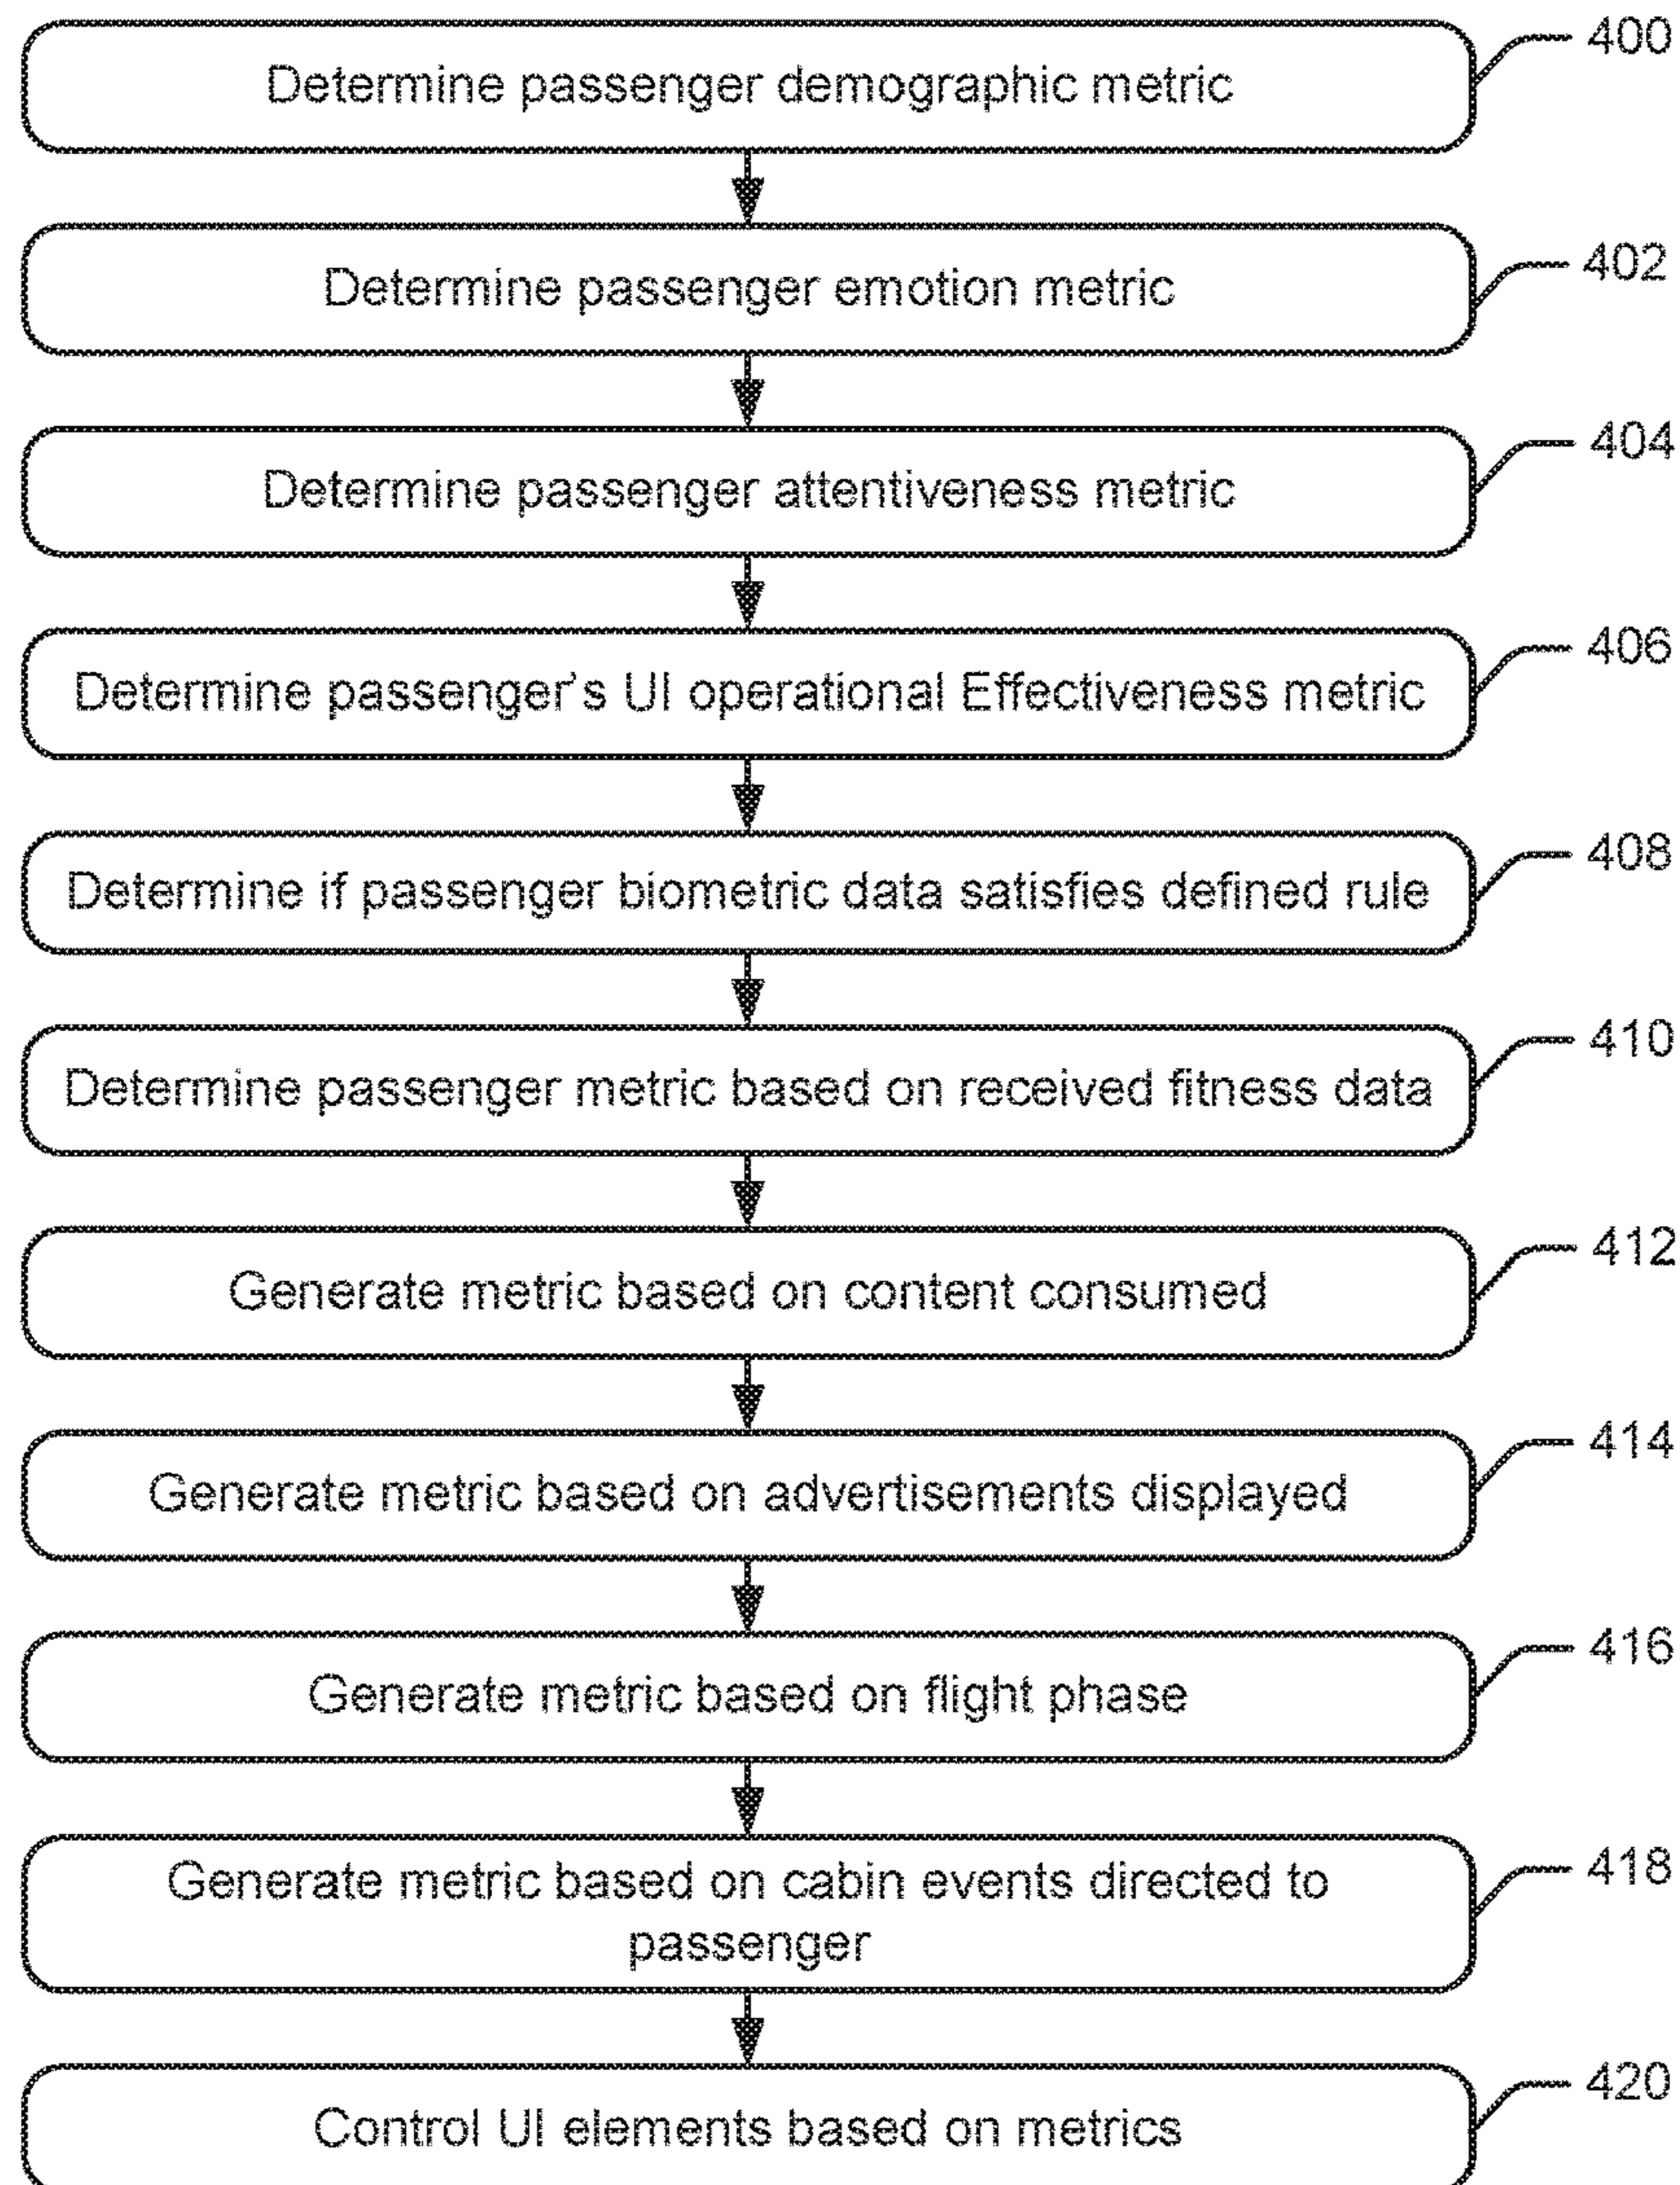 400
Determine passenger demographic metric
402
Determine passenger emotion metric
404
Determine passenger attentiveness metric
406
Determine passenger's UI operational Effectiveness metric
408
Determine if passenger biometric data satisfies defined rule
410
Determine passenger metric based on received fitness data
412
Generate metric based on content consumed
414
Generate metric based on advertisements displayed
416
Generate metric based on flight phase
418
Generate metric based on cabin events directed to
passenger
420
Control UI elements based on metrics